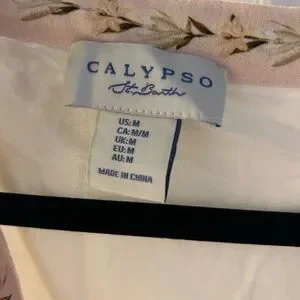 CALYPSO
St. Barth
US: M
CA: M/M
UK: M
EU: M
AU: M
MADE IN CHINA